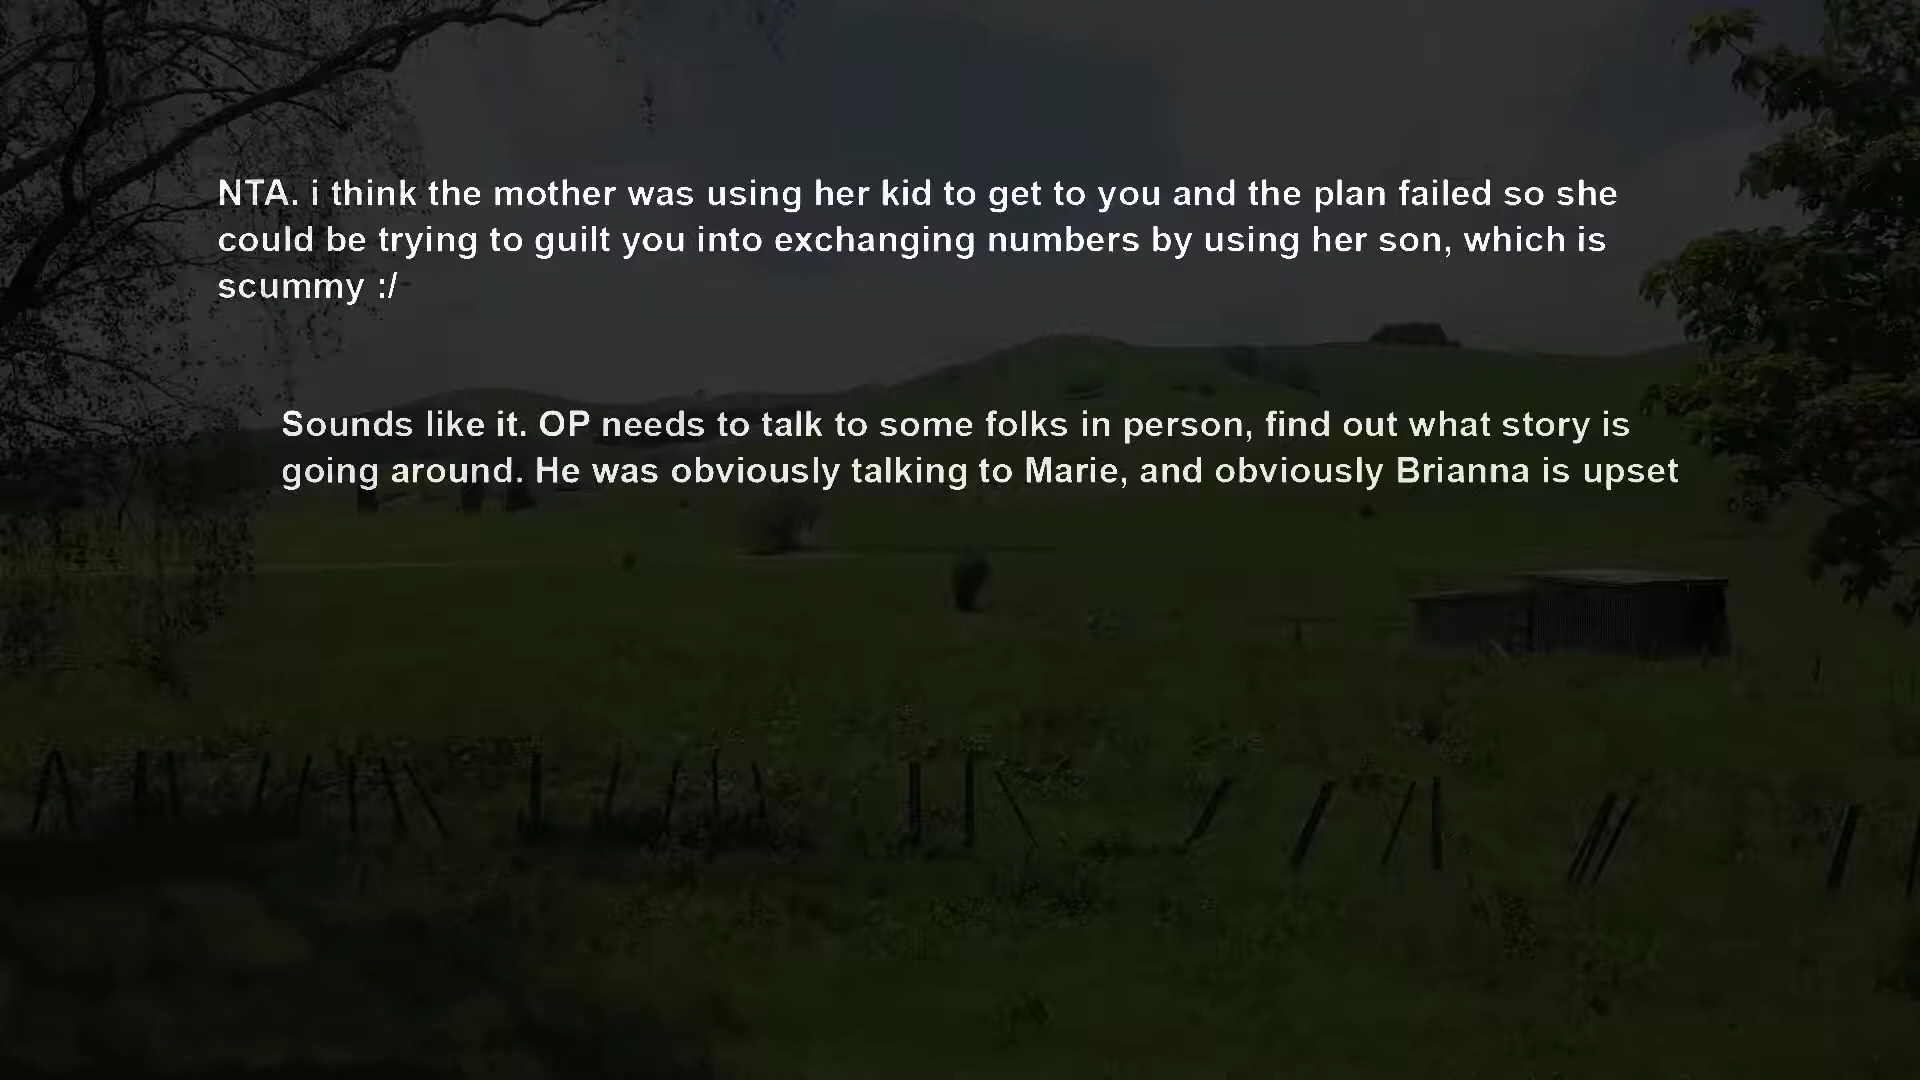 NTA. i think the mother was using her kid to get to you and the plan failed so she
could be trying to guilt you into exchanging numbers by using her son, which is
scummy :/
Sounds like it. OP needs to talk to some folks in person, find out what story is
going around. He was obviously talking to Marie, and obviously Brianna is upset